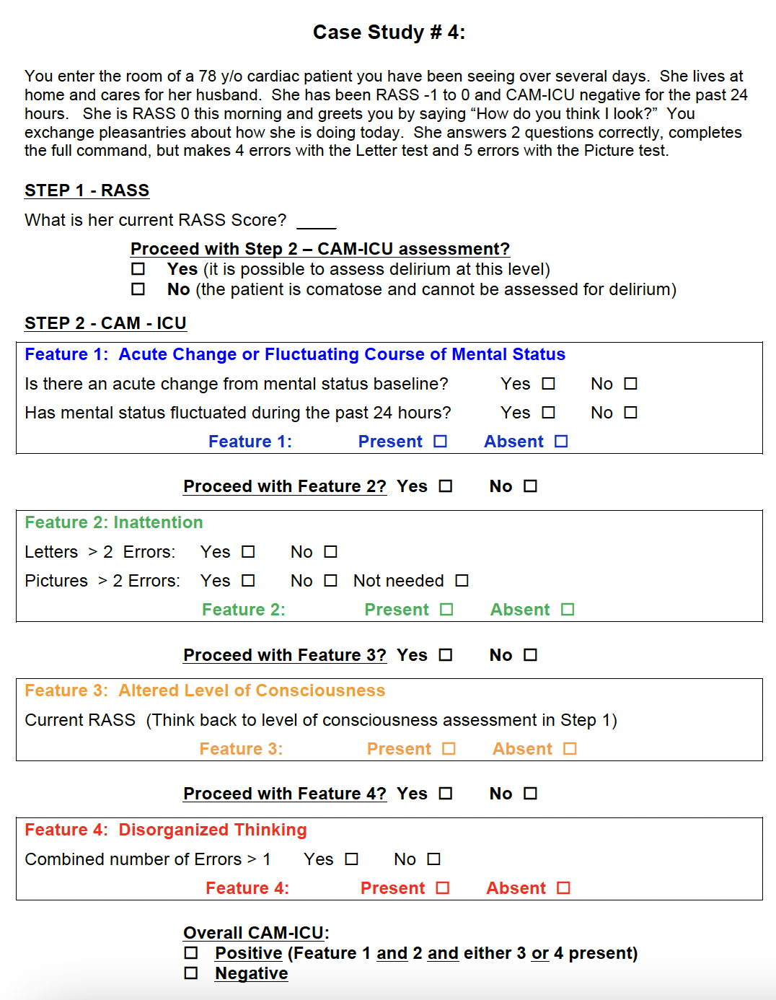 Case Study # 4:
You enter the room of a 78 y/o cardiac patient you have been seeing over several days.  She lives at
home and cares for her husband.  She has been RASS -1 to 0 and CAM-ICU negative for the past 24
hours.   She is RASS 0 this morning and greets you by saying “How do you think I look?”  You
exchange pleasantries about how she is doing today.  She answers 2 questions correctly, completes
the full command, but makes 4 errors with the Letter test and 5 errors with the Picture test.
STEP 1 - RASS
What is her current RASS Score? ____
Proceed with Step 2 – CAM-ICU assessment?
☐ Yes (it is possible to assess delirium at this level)
☐ No (the patient is comatose and cannot be assessed for delirium)
STEP 2 - CAM - ICU
Feature 1:  Acute Change or Fluctuating Course of Mental Status
Is there an acute change from mental status baseline? Yes ☐ No ☐
Has mental status fluctuated during the past 24 hours? Yes ☐ No ☐
Feature 1: Present ☐ Absent ☐
Proceed with Feature 2? Yes ☐ No ☐
Feature 2: Inattention
Letters > 2 Errors: Yes ☐ No ☐
Pictures > 2 Errors: Yes ☐ No ☐ Not needed ☐
Feature 2: Present ☐ Absent ☐
Proceed with Feature 3? Yes ☐ No ☐
Feature 3:  Altered Level of Consciousness
Current RASS  (Think back to level of consciousness assessment in Step 1)
Feature 3: Present ☐ Absent ☐
Proceed with Feature 4? Yes ☐ No ☐
Feature 4:  Disorganized Thinking
Combined number of Errors > 1 Yes ☐ No ☐
Feature 4: Present ☐ Absent ☐
Overall CAM-ICU:
☐ Positive (Feature 1 and 2 and either 3 or 4 present)
☐ Negative